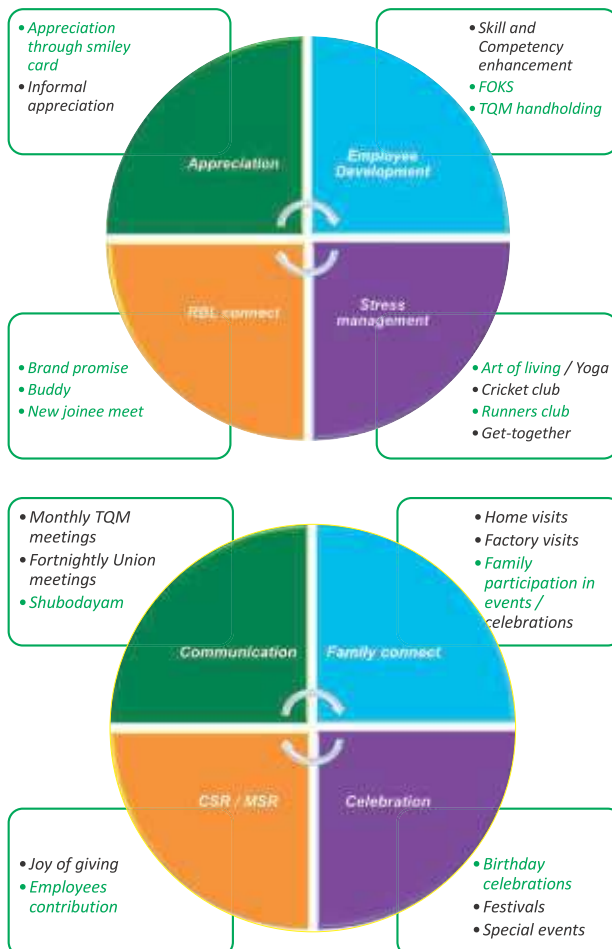 • Appreciation
through smiley
card
• Informal
appreciation
• Skill and
Competency
enhancement
• FOKS
• TQM handholding
Appreciation
Employee
Development
RBL connect
Stress
management
• Brand promise
• Buddy
• New joinee meet
• Art of living / Yoga
• Cricket club
• Runners club
• Get-together
• Monthly TQM
meetings
• Fortnightly Union
meetings
• Shubodayam
• Home visits
• Factory visits
• Family
participation in
events /
celebrations
Communication
Family connect
CSR / MSR
Celebration
• Joy of giving
• Employees
contribution
• Birthday
celebrations
• Festivals
• Special events